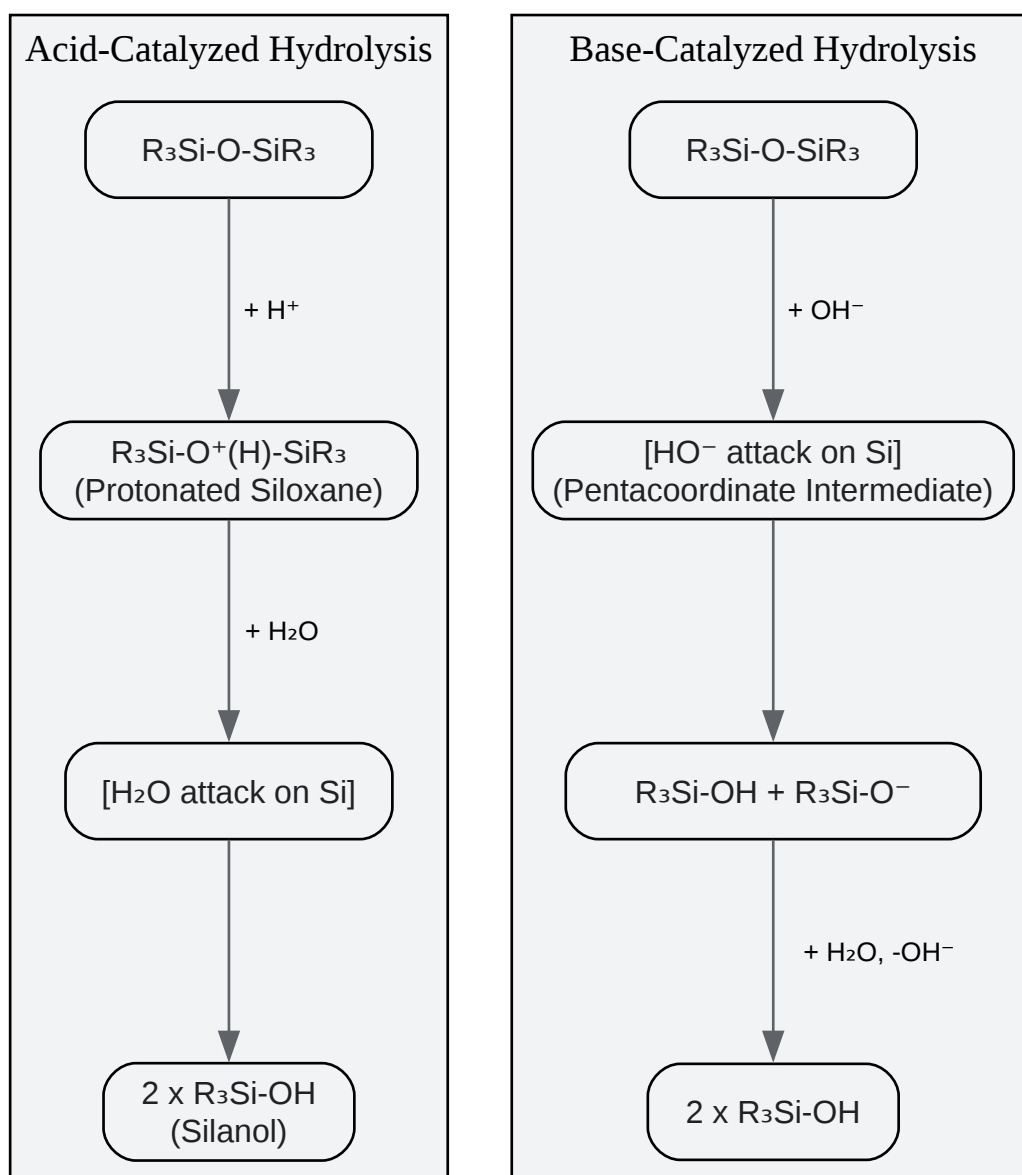 Acid-Catalyzed Hydrolysis
R₃Si-O-SiR₃
+ H⁺
R₃Si-O⁺(H)-SiR₃
(Protonated Siloxane)
+ H₂O
[H₂O attack on Si]
2 x R₃Si-OH
(Silanol)
Base-Catalyzed Hydrolysis
R₃Si-O-SiR₃
+ OH⁻
[HO⁻ attack on Si]
(Pentacoordinate Intermediate)
R₃Si-OH + R₃Si-O⁻
+ H₂O, -OH⁻
2 x R₃Si-OH